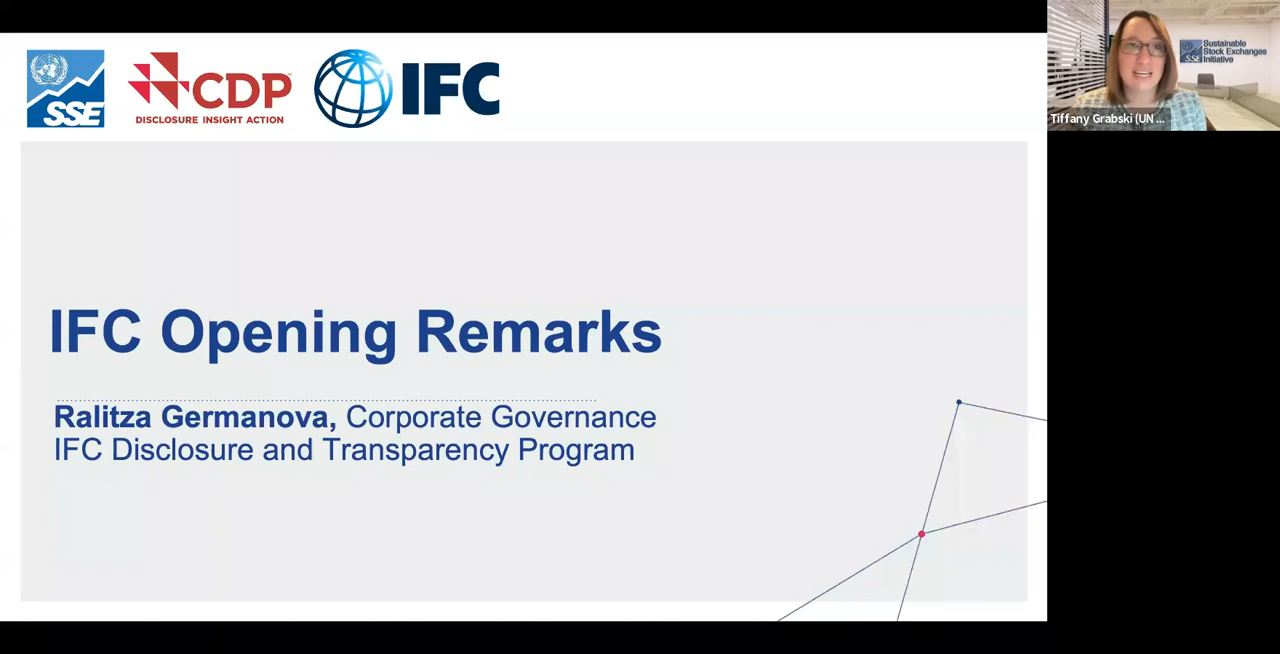 SSE
CDP
DISCLOSURE INSIGHT ACTION
IFC
IFC Opening Remarks
Ralitza Germanova, Corporate Governance
IFC Disclosure and Transparency Program
Sustainable
Stock Exchanges
Initiative
SSE
Tiffany Grabski (UN ...